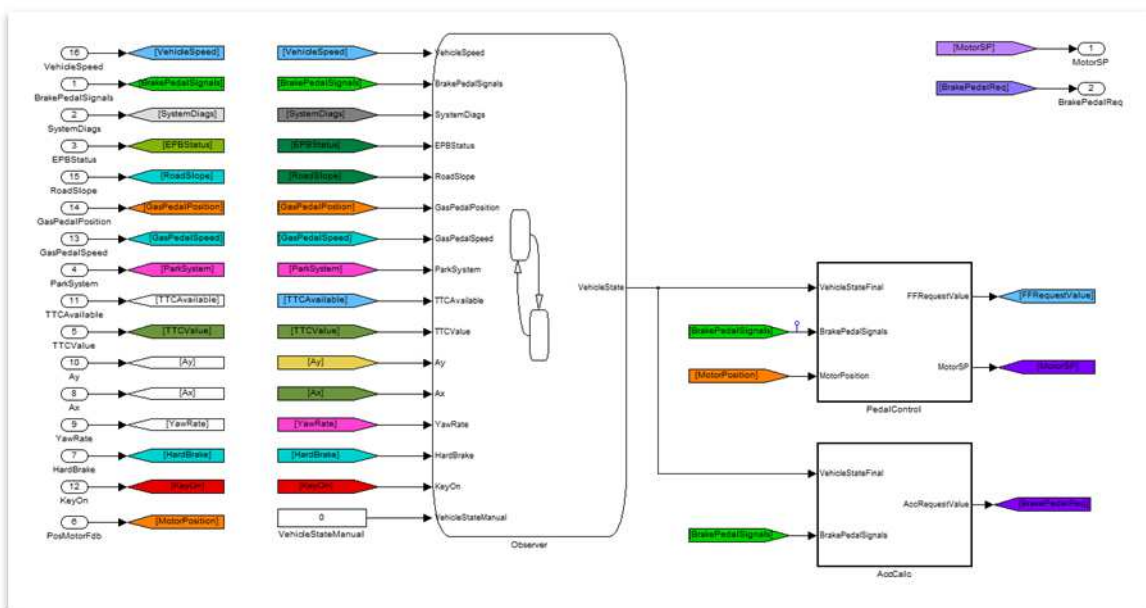 16 [VehicleSpeed] [VehicleSpeed] VehicleSpeed
VehicleSpeed
1 [BrakePedalSignals] [BrakePedalSignals] BrakePedalSignals
BrakePedalSignals
2 [SystemDiags] [SystemDiags] SystemDiags
SystemDiags
3 [EPBStatus] [EPBStatus] EPBStatus
EPBStatus
15 [RoadSlope] [RoadSlope] RoadSlope
RoadSlope
14 [GasPedalPosition] [GasPedalPosition] GasPedalPosition
GasPedalPosition
13 [GasPedalSpeed] [GasPedalSpeed] GasPedalSpeed
GasPedalSpeed
4 [ParkSystem] [ParkSystem] ParkSystem
ParkSystem
11 [TTCAvailable] [TTCAvailable] TTCAvailable
TTCAvailable
5 [TTCValue] [TTCValue] TTCValue
TTCValue
10 [Ay] [Ay] Ay
Ay
8 [Ax] [Ax] Ax
Ax
9 [YawRate] [YawRate] YawRate
YawRate
7 [HardBrake] [HardBrake] HardBrake
HardBrake
12 [KeyOn] [KeyOn] KeyOn
KeyOn
6 [MotorPosition] 0 VehicleStateManual
PosMotorFdb VehicleStateManuall
Observer
VehicleState
[MotorSP] 1
MotorSP
[BrakePedalReq] 2
BrakePedalReq
VehicleStateFinal FFRequestValue [FFRequestValue]
[BrakePedalSignals] BrakePedalSignals
[MotorPosition] MotorPosition MotorSP [MotorSP]
PedalControl
VehicleStateFinal
AccRequestValue [BrakePedalReq]
[BrakePedalSignals] BrakePedalSignals
AccCalc